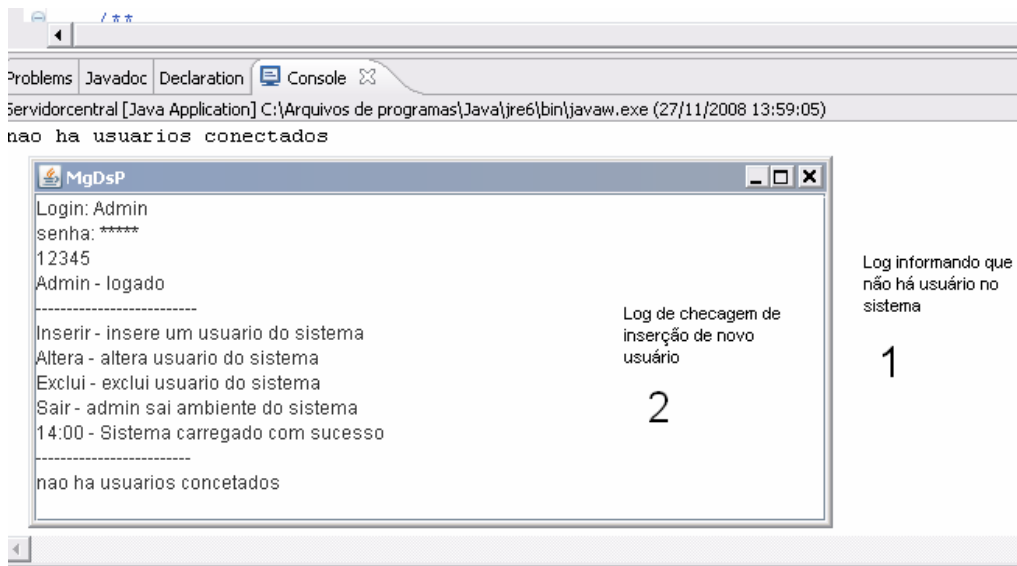 /**
Problems Javadoc Declaration Console
Servidorcentral [Java Application] C:\Arquivos de programas\Java\jre6\bin\javaw.exe (27/11/2008 13:59:05)
nao ha usuarios conectados
MgDsP
Login: Admin
senha: *****
12345
Admin - logado
--------------------------
Inserir - insere um usuario do sistema
Altera - altera usuario do sistema
Exclui - exclui usuario do sistema
Sair - admin sai ambiente do sistema
14:00 - Sistema carregado com sucesso
-------------------------
nao ha usuarios concetados
Log de checagem de
inserção de novo
usuário
2
Log informando que
não há usuário no
sistema
1